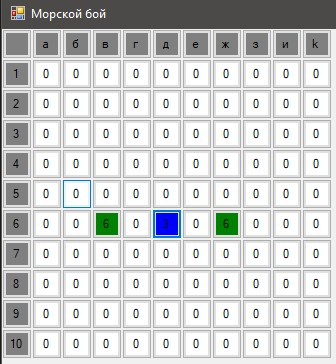 Морской бой
а б в г д е ж з и k
1 0 0 0 0 0 0 0 0 0 0
2 0 0 0 0 0 0 0 0 0 0
3 0 0 0 0 0 0 0 0 0 0
4 0 0 0 0 0 0 0 0 0 0
5 0 0 0 0 0 0 0 0 0 0
6 0 0 6 0 0 6 0 0 0
7 0 0 0 0 0 0 0 0 0 0
8 0 0 0 0 0 0 0 0 0 0
9 0 0 0 0 0 0 0 0 0 0
10 0 0 0 0 0 0 0 0 0 0